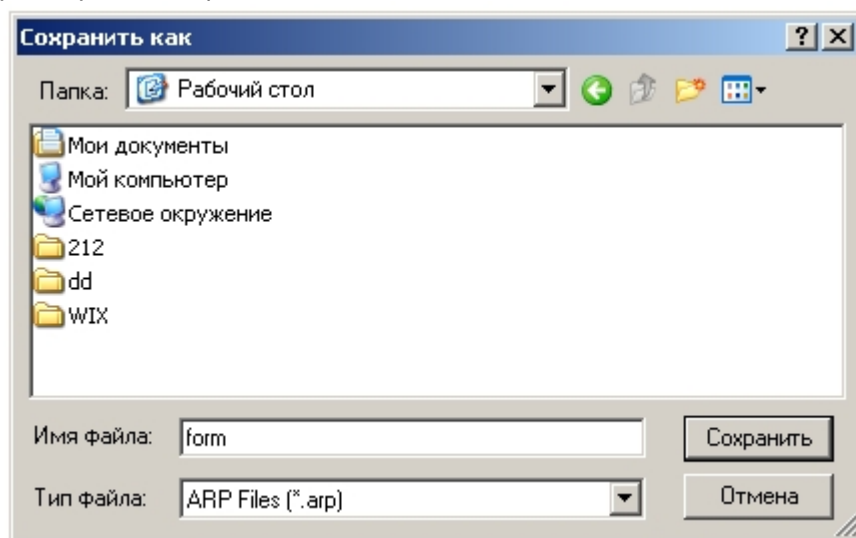 Сохранить как
Папка: Рабочий стол
Мои документы
Мой компьютер
Сетевое окружение
212
dd
WIX
Имя файла: form Сохранить
Тип файла: ARP Files (*.arp) Отмена